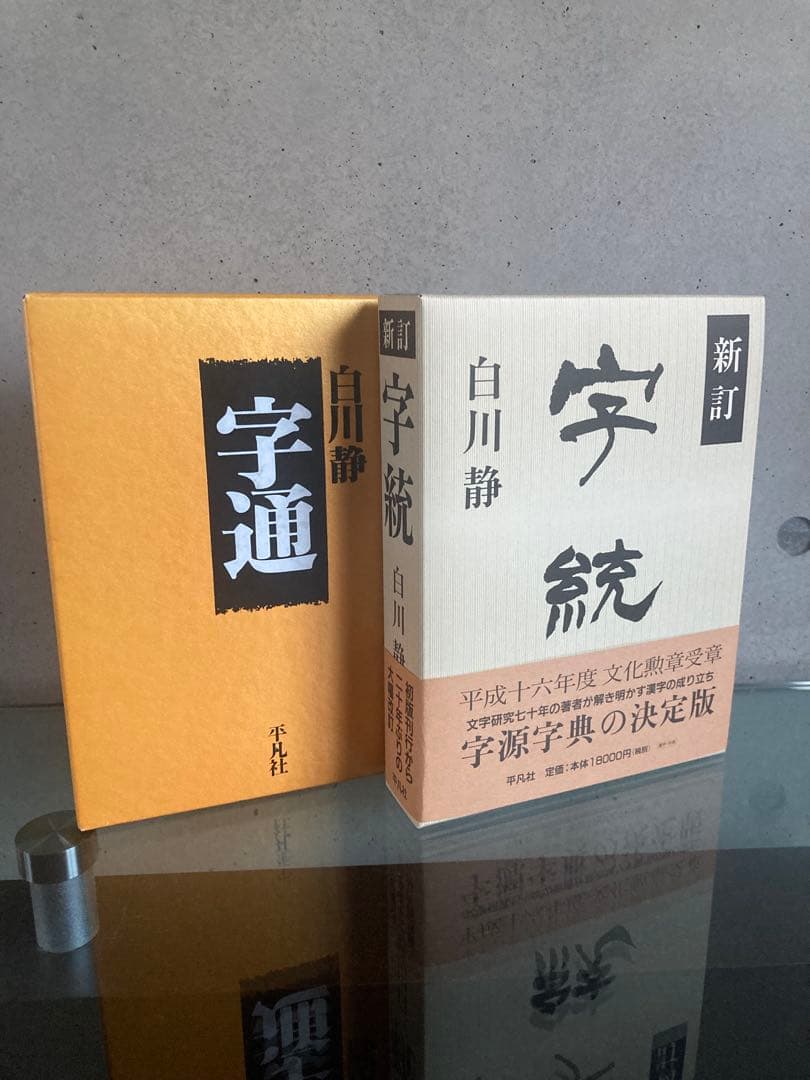 白川静
字通
平凡社
新訂
字統
白川静
初版刊行から
二十年ぶりの
大増改訂
平凡社
新訂
字統
白川静
平成十六年度 文化勲章受章
文字研究七十年の著者が解き明かす漢字の成り立ち
字源字典の決定版
平凡社 定価:本体18000円(税別)